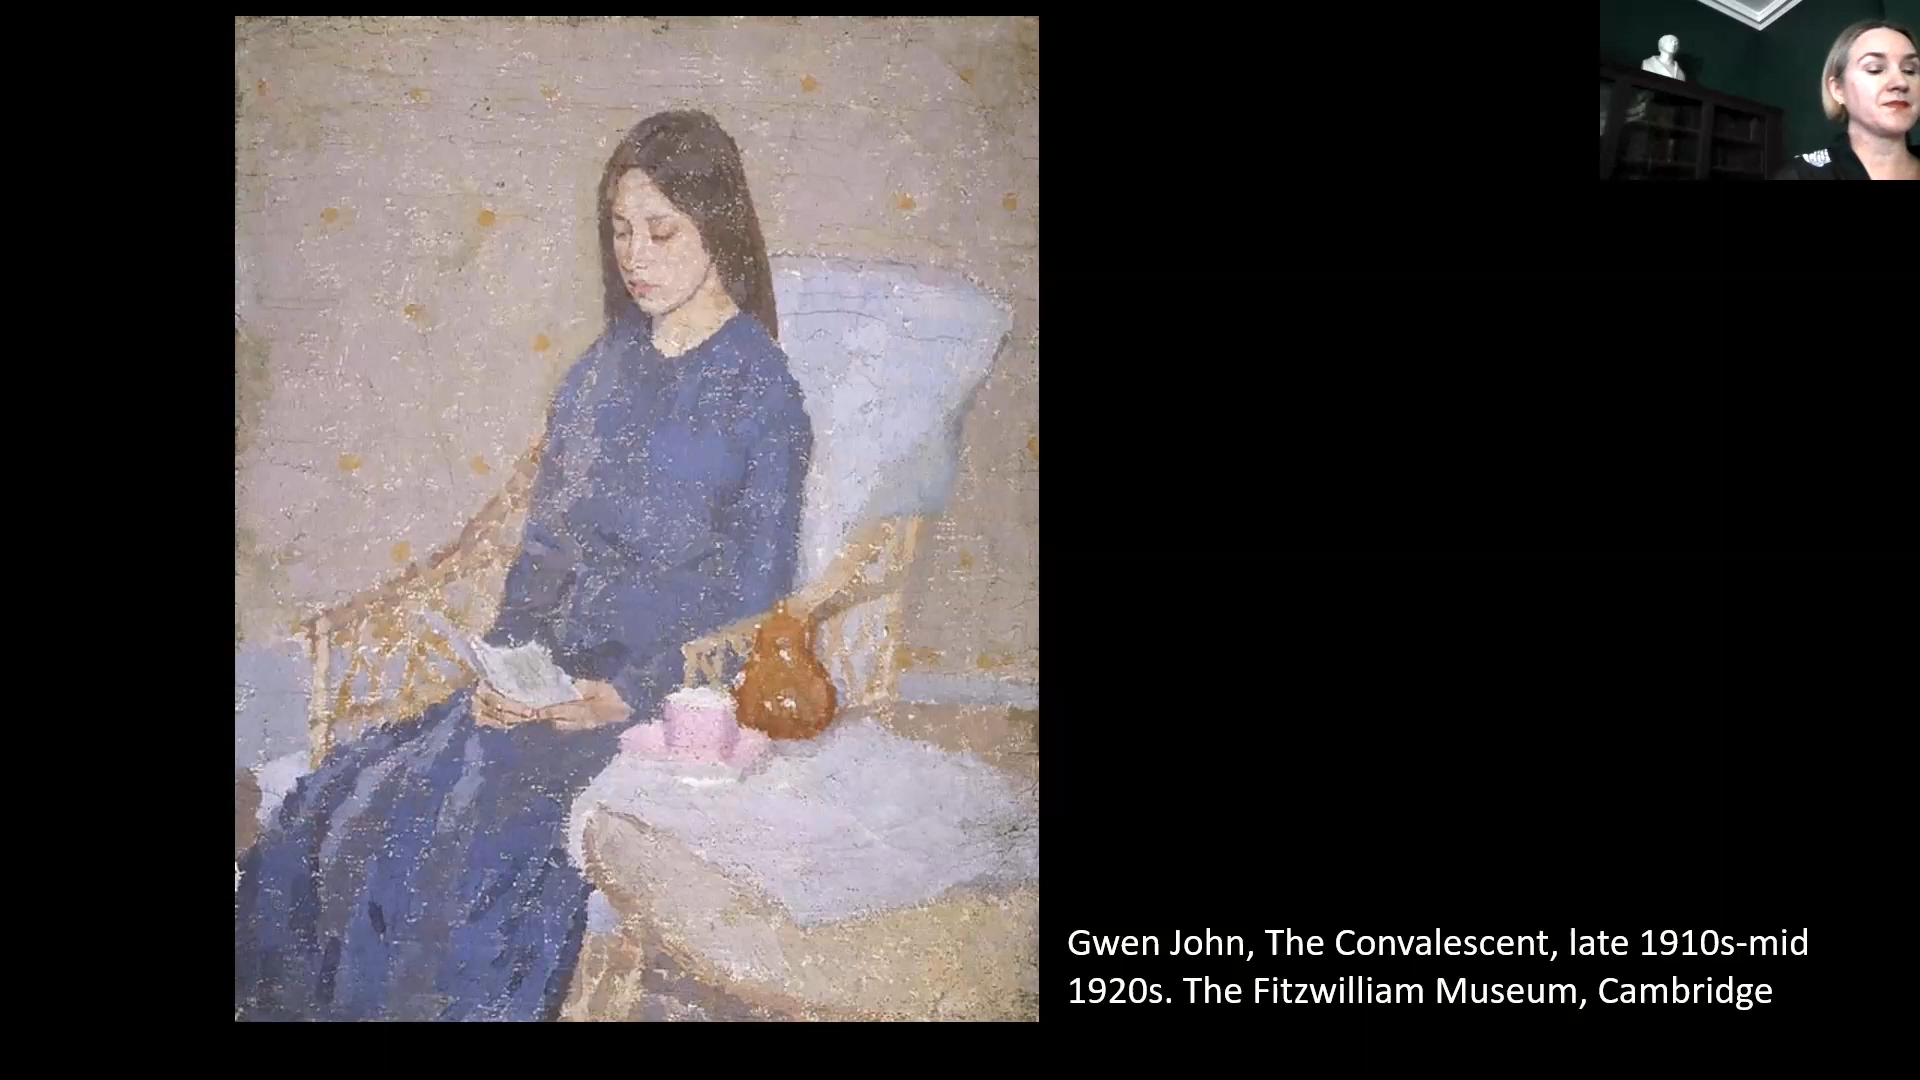 Gwen John, The Convalescent, late 1910s-mid
1920s. The Fitzwilliam Museum, Cambridge